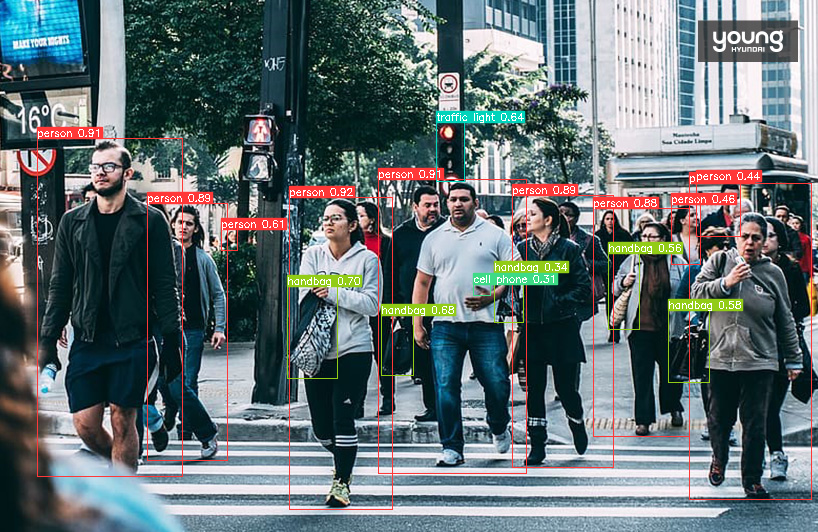 MAKE YOUR NIGHTS
young
HYUNDAI
16°C
traffic light 0.64
person 0.91
person 0.91
person 0.44
person 0.89
person 0.92
person 0.89
person 0.88
person 0.46
person 0.61
handbag 0.56
handbag 0.34
handbag 0.70
cell phone 0.31
handbag 0.68
handbag 0.58
Soa Cidade Limpa